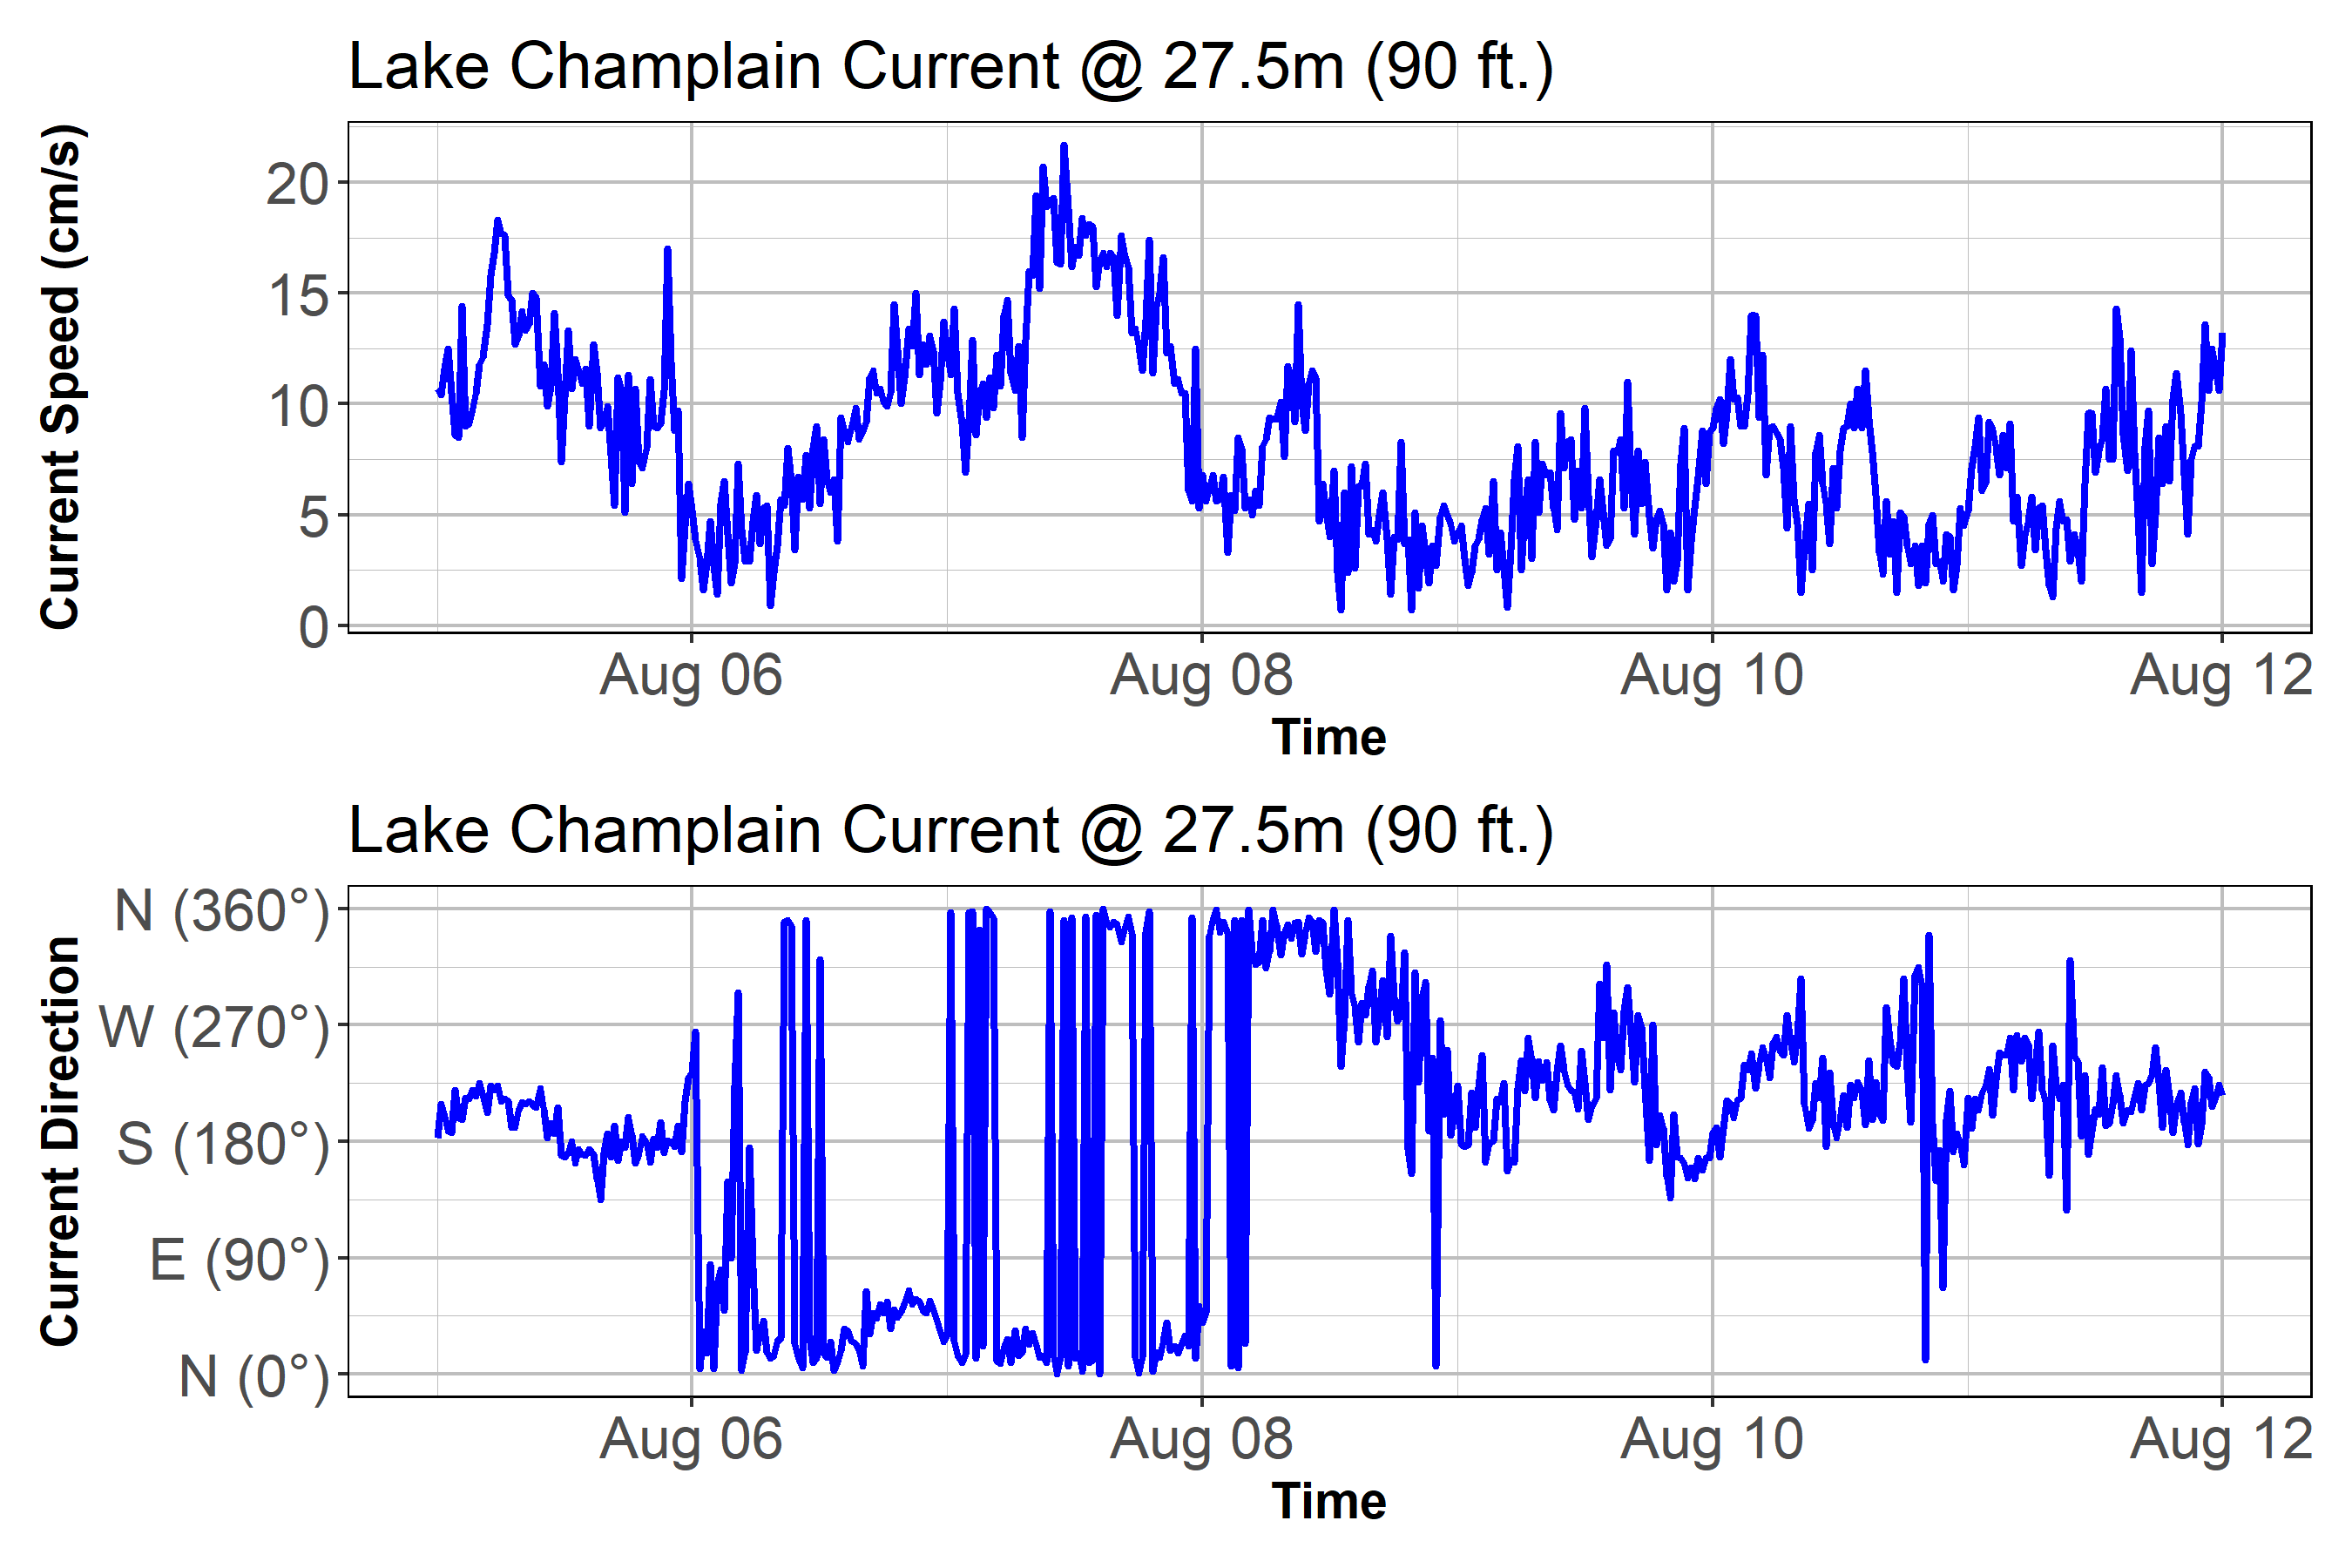 Lake Champlain Current @ 27.5m (90 ft.)
Current Speed (cm/s)
20
15
10
5
0
Aug 06 Aug 08 Aug 10 Aug 12
Time
Lake Champlain Current @ 27.5m (90 ft.)
Current Direction
N (360°)
W (270°)
S (180°)
E (90°)
N (0°)
Aug 06 Aug 08 Aug 10 Aug 12
Time